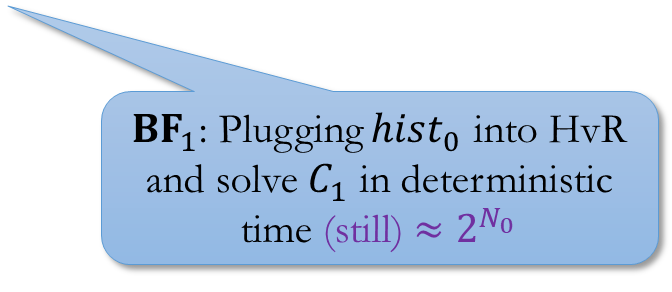 𝐁𝐅₁: Plugging ℎ𝑖𝑠𝑡₀ into HvR
and solve 𝐶₁ in deterministic
time (still) ≈ 2^{𝑁₀}